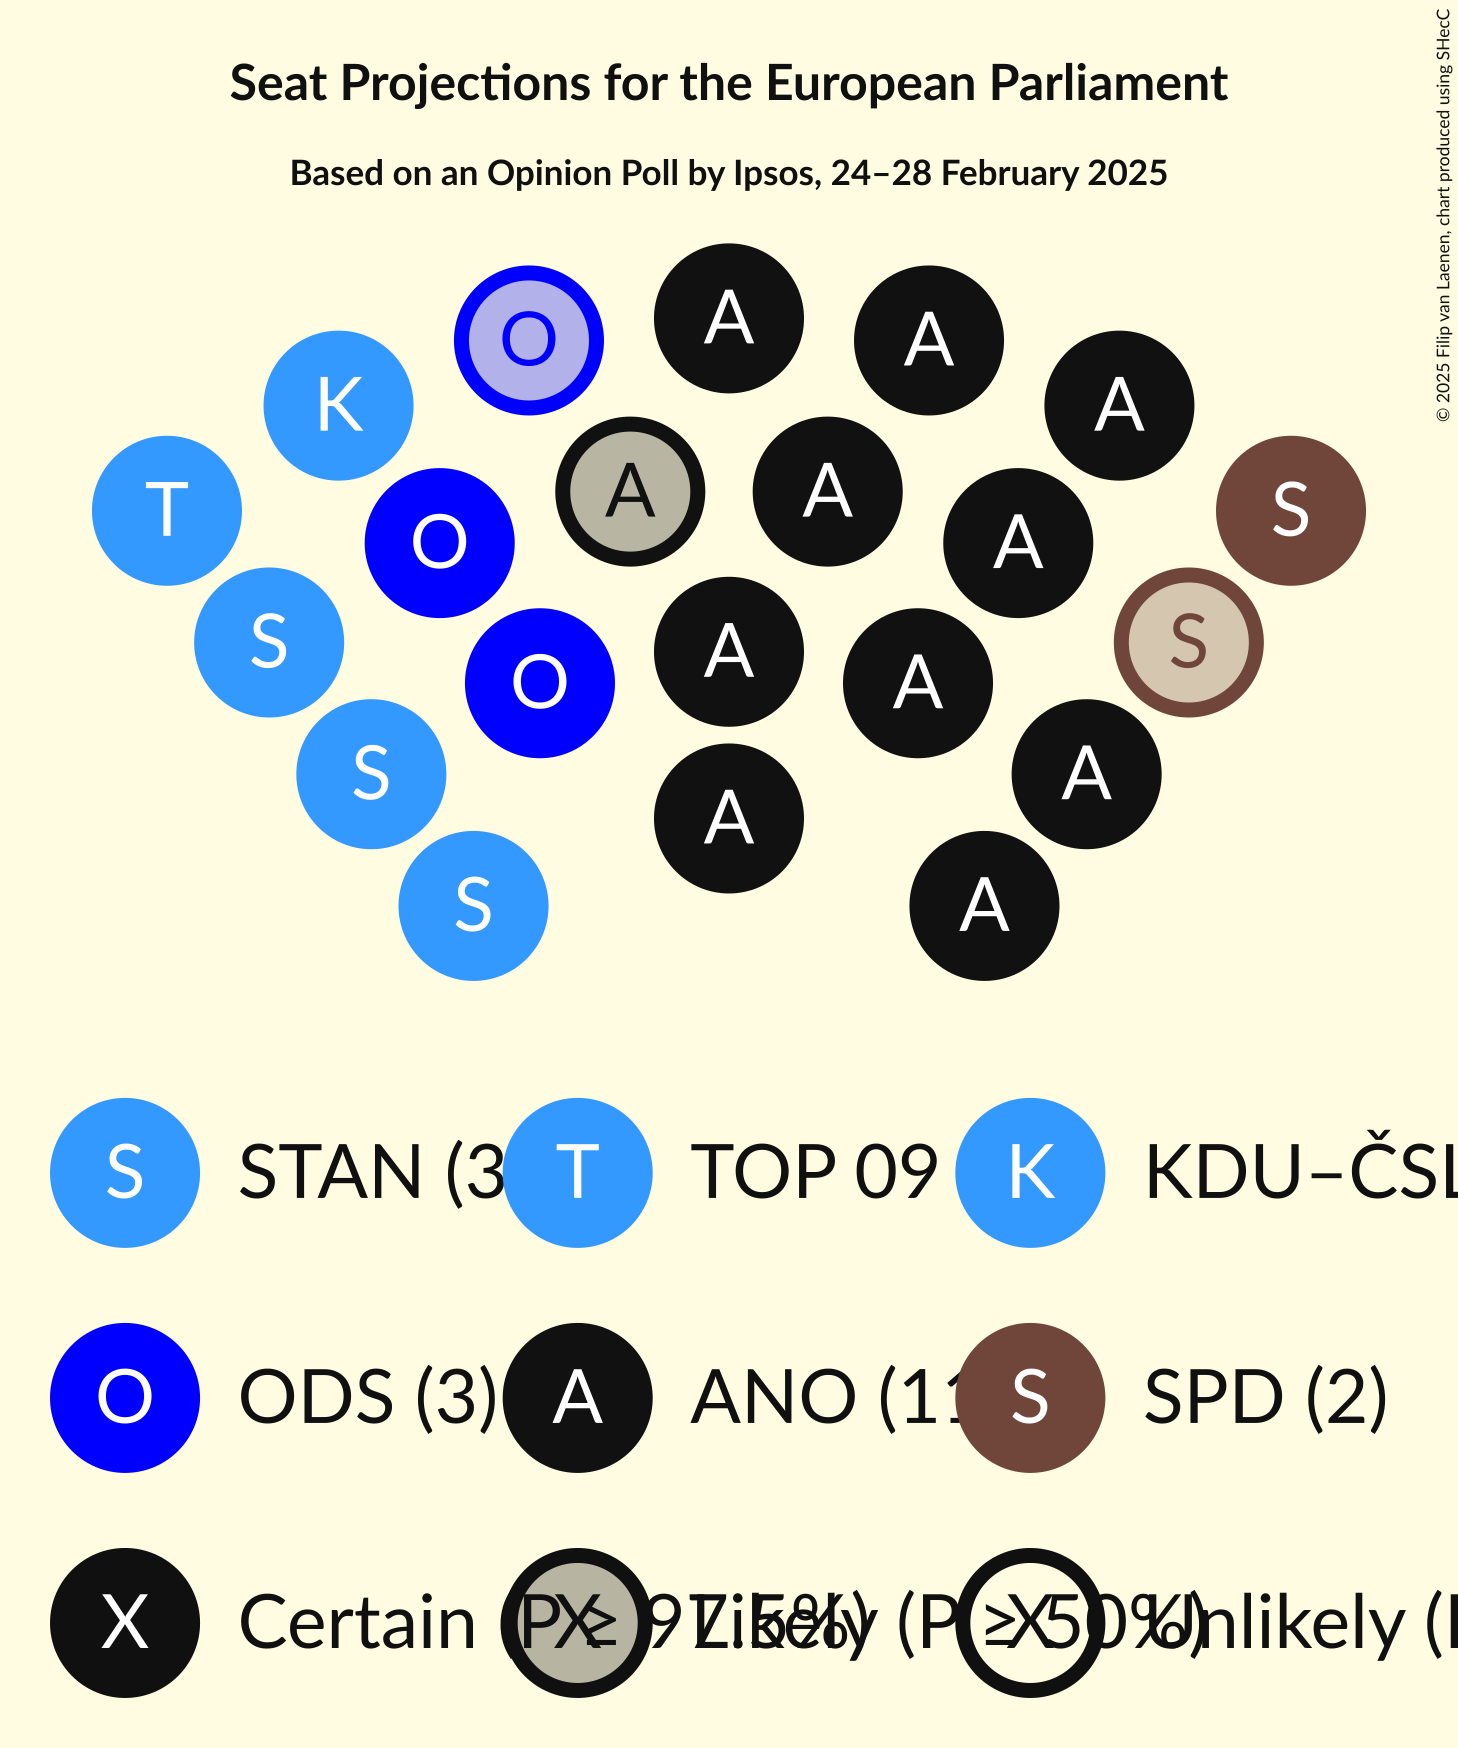 Seat Projections for the European Parliament
Based on an Opinion Poll by Ipsos, 24–28 February 2025
© 2025 Filip van Laenen, chart produced using SHecC
A
O A A
K A
A A
T O A S
A
S O A A S
S A A
S A
S STAN (3 T TOP 09 K KDU–ČSL
O ODS (3) A ANO (11 S SPD (2)
X Certain (P ≥ 97.5%) X Likely (P ≥ 50%) X Unlikely (